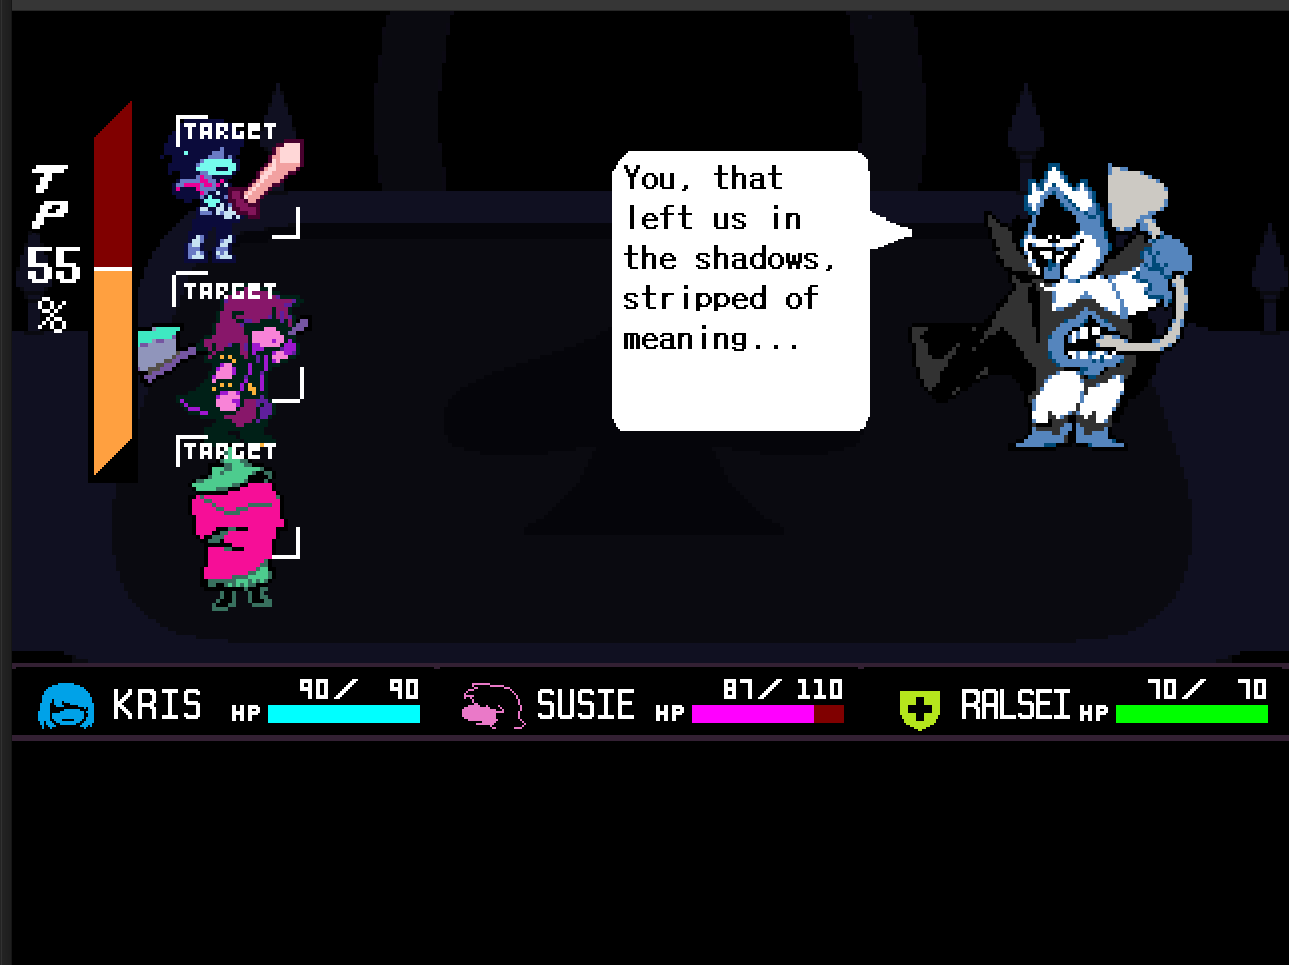 TARGET
TP
55
%
You, that
left us in
the shadows,
stripped of
meaning...
TARGET
TARGET
KRIS HP 90/ 90
SUSIE HP 87/ 110
RALSEI HP 70/ 70